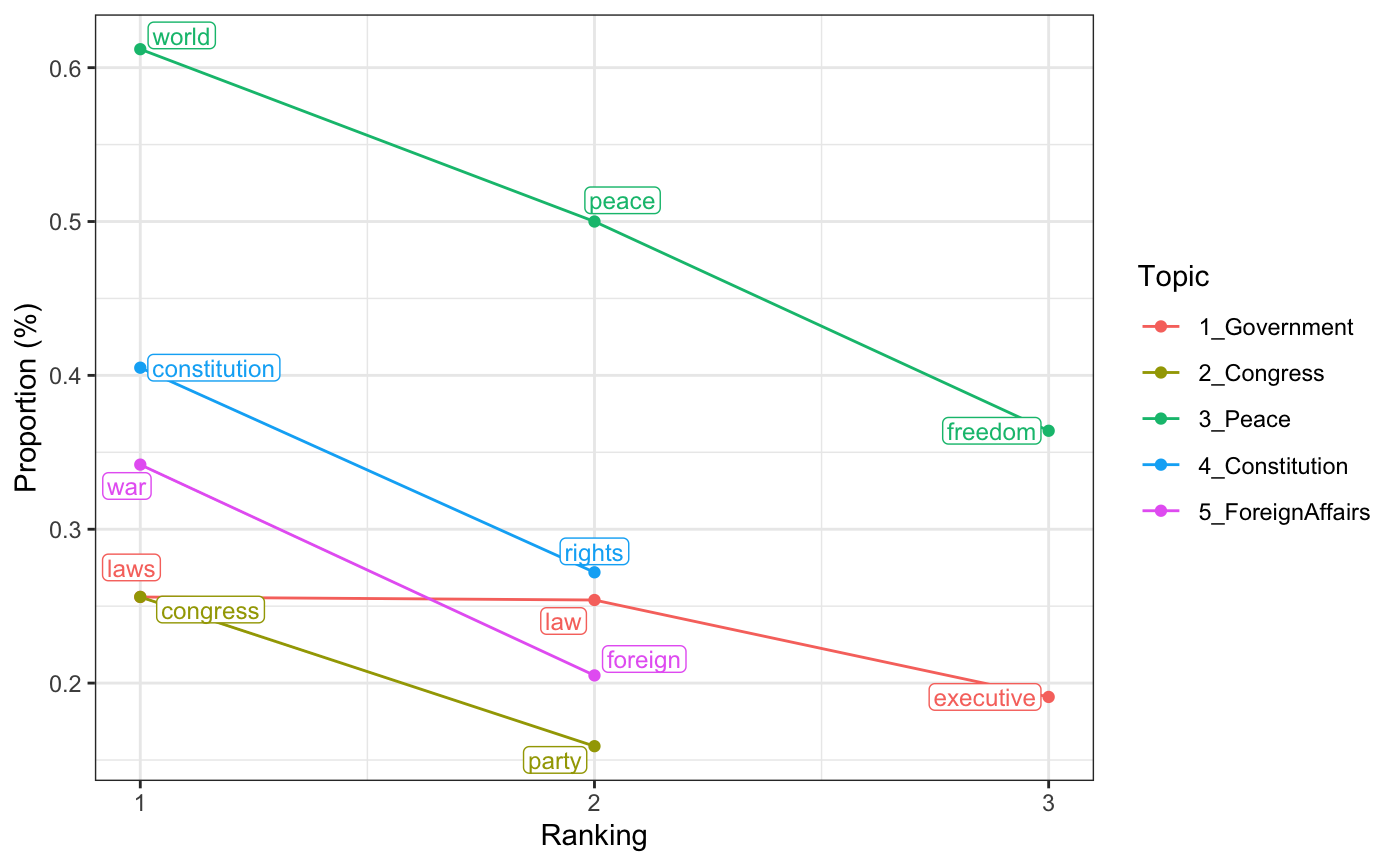 world
0.6
peace
0.5
constitution
0.4
freedom
war
0.3
rights
laws
congress
law
foreign
0.2
executive
party
1
2
3
Ranking
Proportion (%)
Topic
1_Government
2_Congress
3_Peace
4_Constitution
5_ForeignAffairs